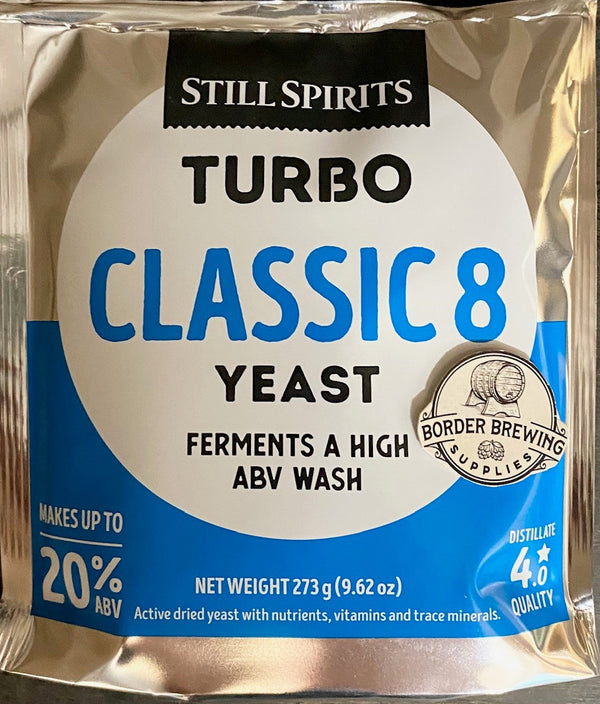 STILL SPIRITS
TURBO
CLASSIC 8
YEAST
FERMENTS A HIGH
ABV WASH
BORDER BREWING
SUPPLIES
MAKES UP TO
20%
ABV
DISTILLATE
4.0
QUALITY
NET WEIGHT 273 g (9.62 oz)
Active dried yeast with nutrients, vitamins and trace minerals.